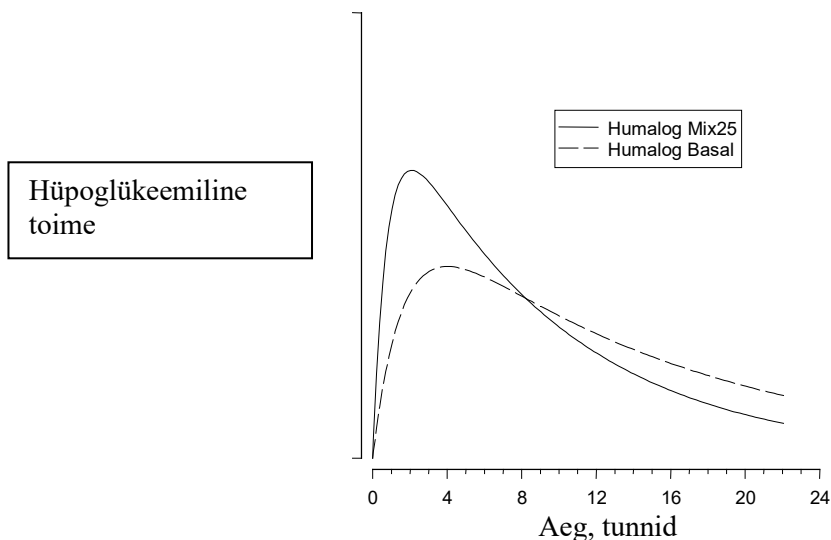 Humalog Mix25
Humalog Basal
Hüpoglükeemiline
toime
0 4 8 12 16 20 24
Aeg, tunnid